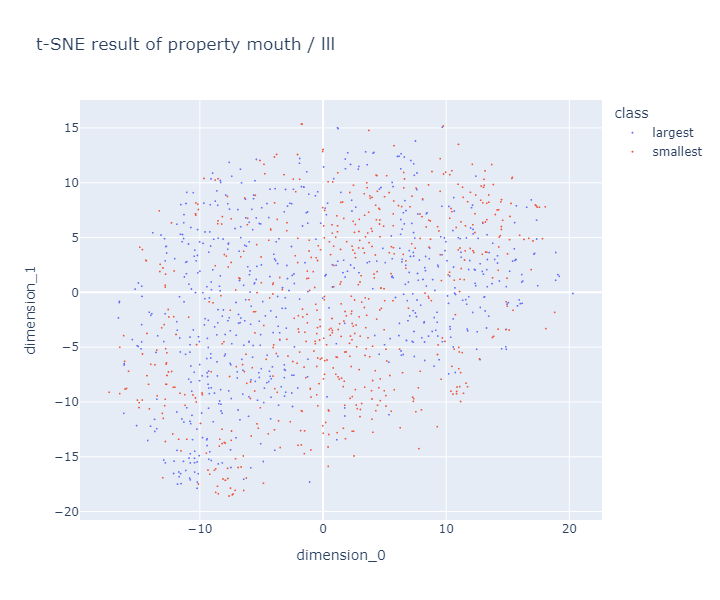 t-SNE result of property mouth / lll
class
largest
smallest
15
10
5
0
−5
−10
−15
−20
dimension_1
−10
0
10
20
dimension_0